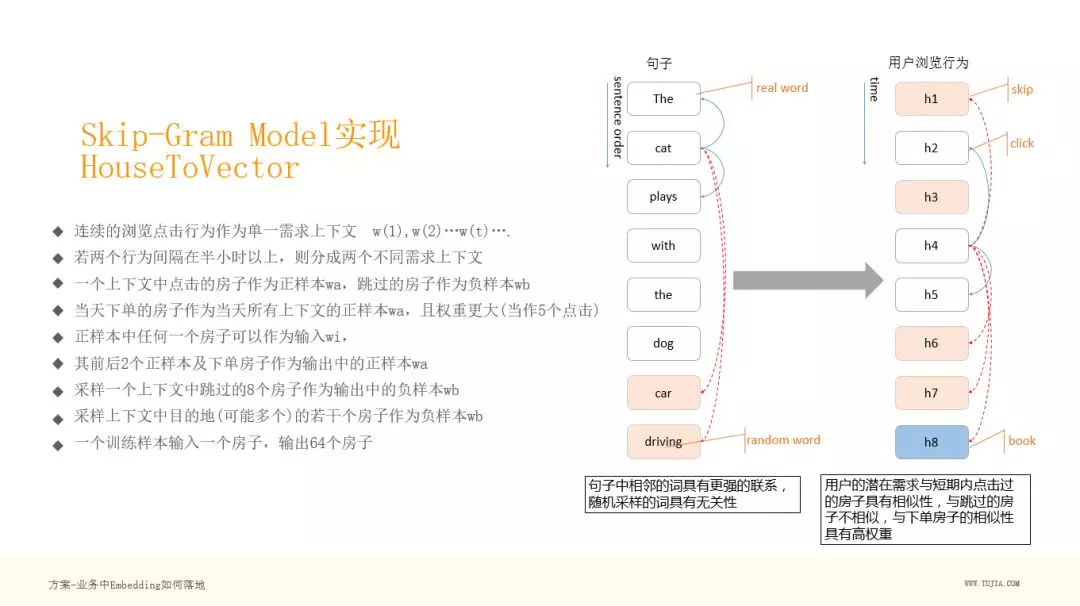 Skip-Gram Model实现
HouseToVector
◆ 连续的浏览点击行为作为单一需求上下文 w(1),w(2)…w(t)….
◆ 若两个行为间隔在半小时以上，则分成两个不同需求上下文
◆ 一个上下文中点击的房子作为正样本wa，跳过的房子作为负样本wb
◆ 当天下单的房子作为当天所有上下文的正样本wa，且权重更大(当作5个点击)
◆ 正样本中任何一个房子可以作为输入wi，
◆ 其前后2个正样本及下单房子作为输出中的正样本wa
◆ 采样一个上下文中跳过的8个房子作为输出中的负样本wb
◆ 采样上下文中目的地(可能多个)的若干个房子作为负样本wb
◆ 一个训练样本输入一个房子，输出64个房子
句子
sentence order
The
real word
cat
plays
with
the
dog
car
driving
random word
句子中相邻的词具有更强的联系，
随机采样的词具有无关性
用户浏览行为
time
h1
skip
h2
click
h3
h4
h5
h6
h7
h8
book
用户的潜在需求与短期内点击过
的房子具有相似性，与跳过的房
子不相似，与下单房子的相似性
具有高权重
方案-业务中Embedding如何落地
WWW.TUJIA.COM